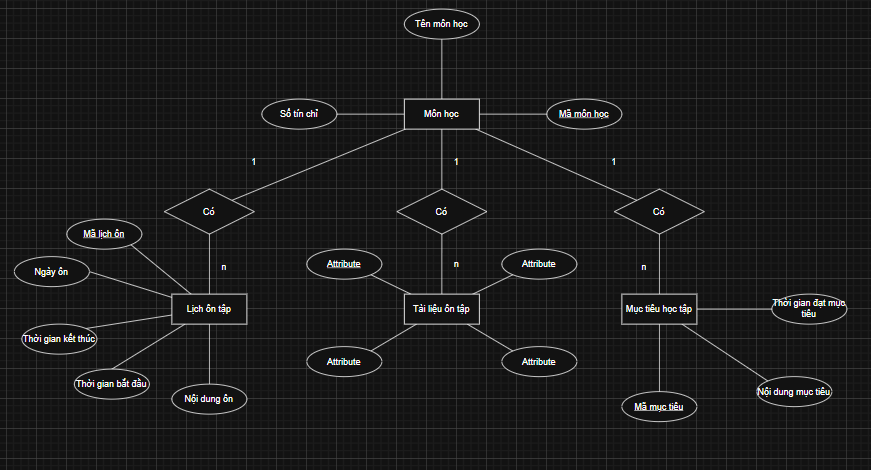 Tên môn học
Số tín chỉ
Môn học
Mã môn học
1
1
1
Có
Có
Có
Mã lịch ôn
n
n
n
Attribute
Attribute
Ngày ôn
Lịch ôn tập
Tài liệu ôn tập
Mục tiêu học tập
Thời gian đạt mục
tiêu
Thời gian kết thúc
Attribute
Attribute
Thời gian bắt đầu
Nội dung ôn
Nội dung mục tiêu
Mã mục tiêu